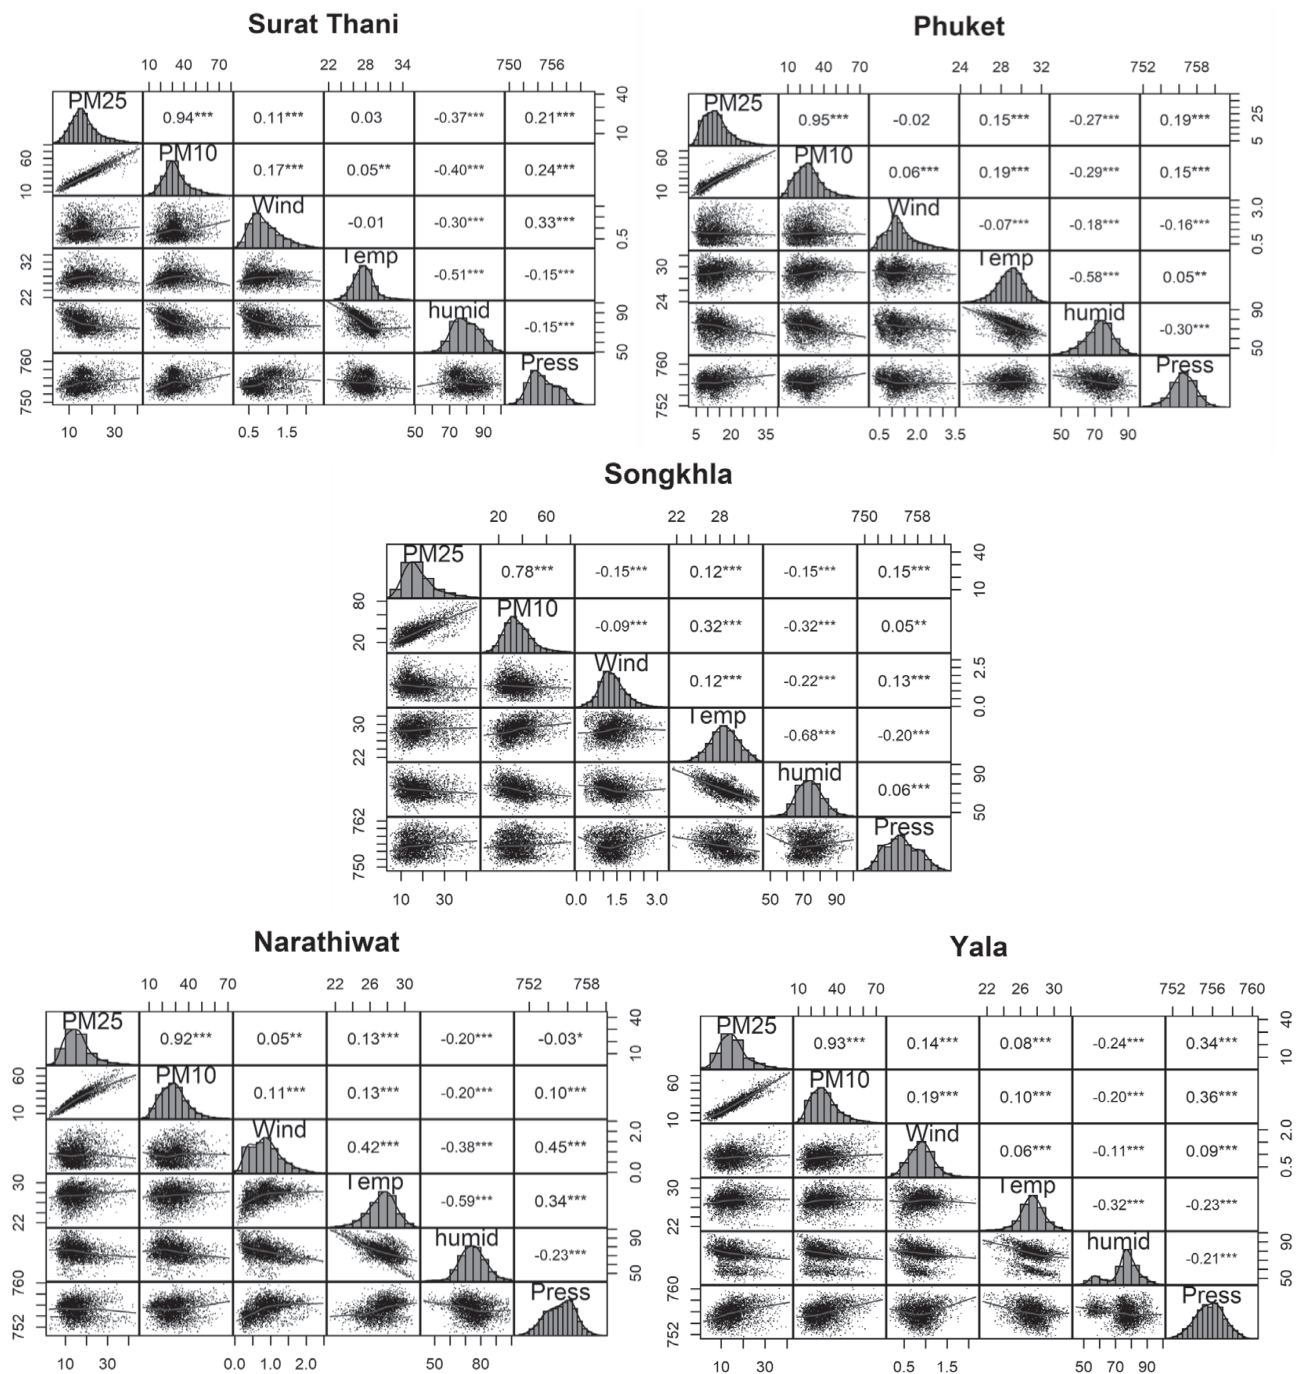 Surat Thani
10 40 70 22 28 34 750 756
PM25 0.94*** 0.11*** 0.03 -0.37*** 0.21*** 10 40
10 60 PM10 0.17*** 0.05** -0.40*** 0.24***
Wind -0.01 -0.30*** 0.33*** 0.5
22 32 Temp -0.51*** -0.15***
humid -0.15*** 50 90
750 760 Press
10 30 0.5 1.5 50 70 90
Phuket
10 40 70 24 28 32 752 758
PM25 0.95*** -0.02 0.15*** -0.27*** 0.19*** 5 25
10 60 PM10 0.06*** 0.19*** -0.29*** 0.15***
Wind -0.07*** -0.18*** -0.16*** 0.5 3.0
24 30 Temp -0.58*** 0.05**
humid -0.30*** 50 90
752 760 Press
5 20 35 0.5 2.0 3.5 50 70 90
Songkhla
20 60 22 28 750 758
PM25 0.78*** -0.15*** 0.12*** -0.15*** 0.15*** 10 40
20 80 PM10 -0.09*** 0.32*** -0.32*** 0.05**
Wind 0.12*** -0.22*** 0.13*** 0.0 2.5
22 30 Temp -0.68*** -0.20***
humid 0.06*** 50 90
750 762 Press
10 30 0.0 1.5 3.0 50 70 90
Narathiwat
10 40 70 22 26 30 752 758
PM25 0.92*** 0.05** 0.13*** -0.20*** -0.03* 10 40
10 60 PM10 0.11*** 0.13*** -0.20*** 0.10***
Wind 0.42*** -0.38*** 0.45*** 0.0 2.0
22 30 Temp -0.59*** 0.34***
humid -0.23*** 50 90
752 760 Press
10 30 0.0 1.0 2.0 50 80
Yala
10 40 70 22 26 30 752 756 760
PM25 0.93*** 0.14*** 0.08*** -0.24*** 0.34*** 10 40
10 60 PM10 0.19*** 0.10*** -0.20*** 0.36***
Wind 0.06*** -0.11*** 0.09*** 0.5 2.0
22 30 Temp -0.32*** -0.23***
humid -0.21*** 50 90
752 760 Press
10 30 0.5 1.5 50 70 90